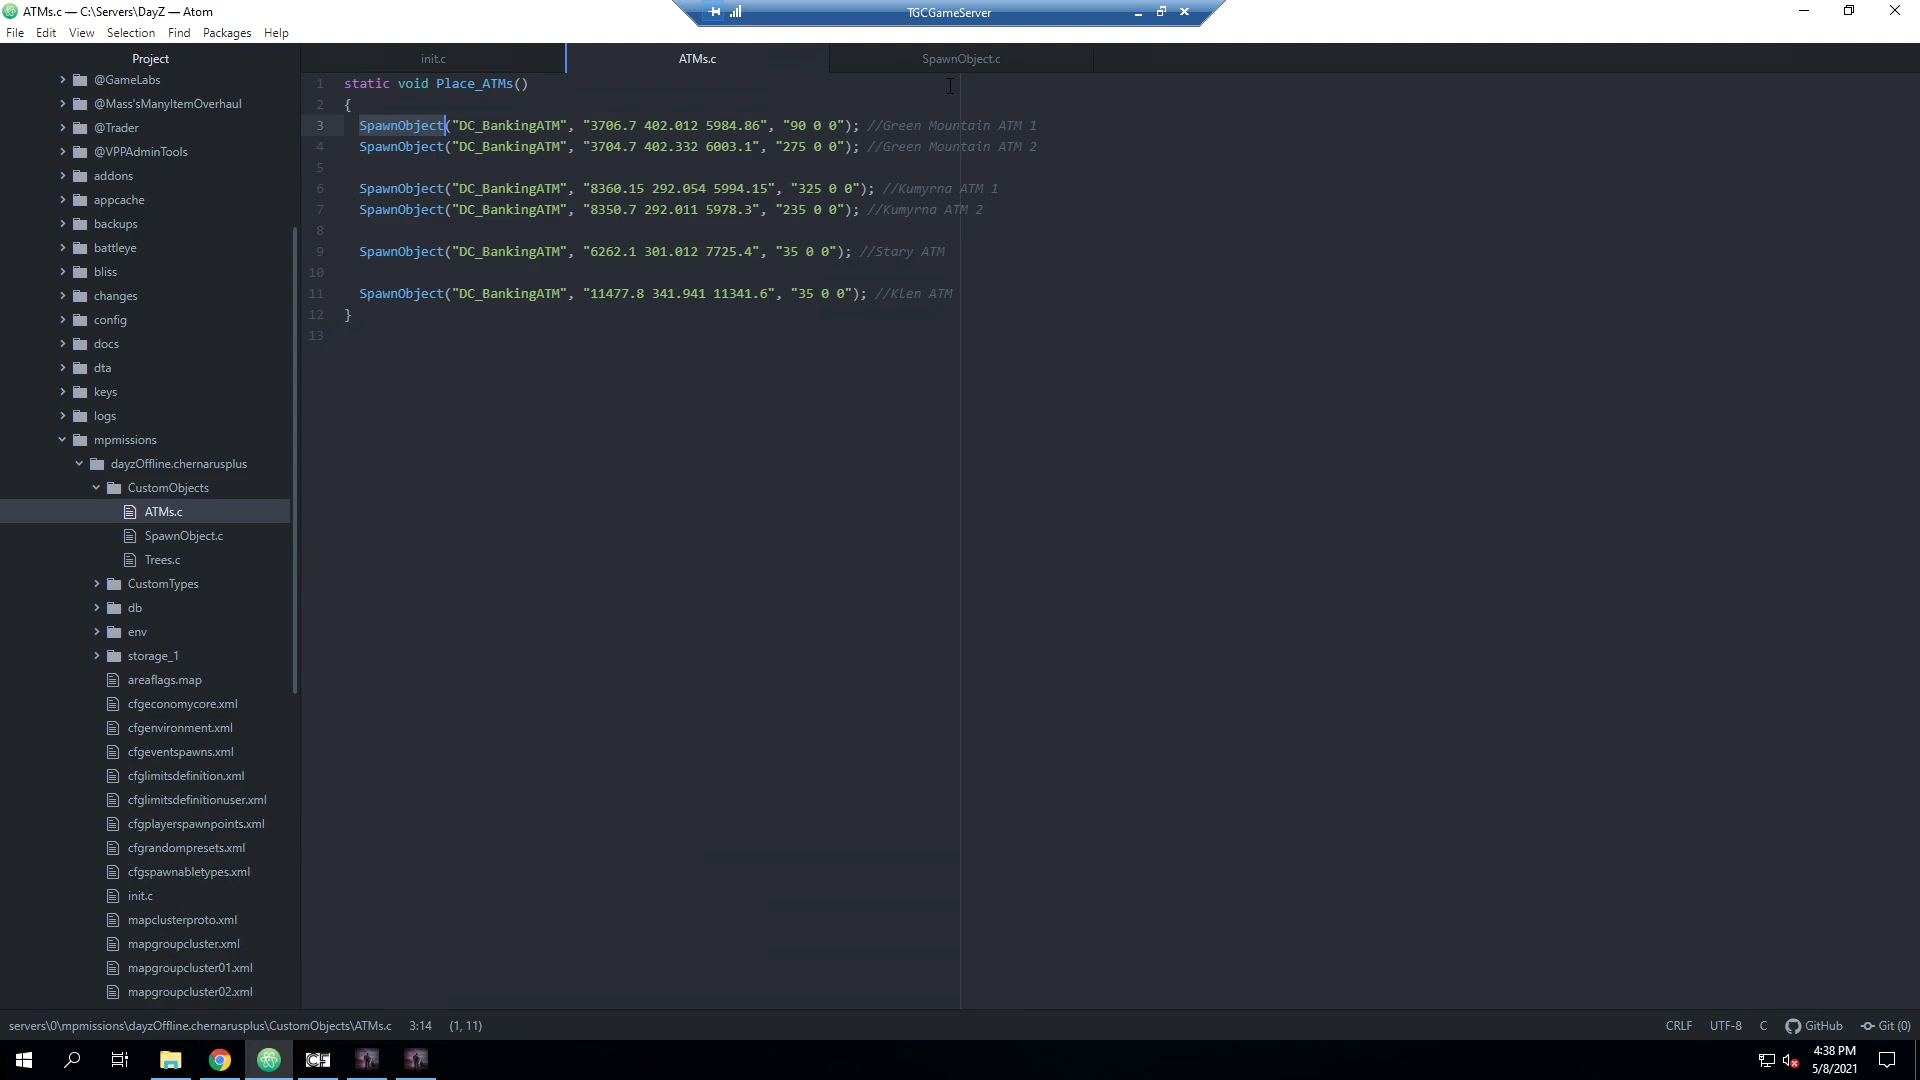 ATMs.c — C:\Servers\DayZ — Atom
TGCGameServer
File Edit View Selection Find Packages Help
Project
@GameLabs
@Mass'sManyItemOverhaul
@Trader
@VPPAdminTools
addons
appcache
backups
battleye
bliss
changes
config
docs
dta
keys
logs
mpmissions
dayzOffline.chernarusplus
CustomObjects
ATMs.c
SpawnObject.c
Trees.c
CustomTypes
db
env
storage_1
areaflags.map
cfgeconomycore.xml
cfgenvironment.xml
cfgeventspawns.xml
cfglimitsdefinition.xml
cfglimitsdefinitionuser.xml
cfgplayerspawnpoints.xml
cfgrandompresets.xml
cfgspawnabletypes.xml
init.c
mapclusterproto.xml
mapgroupcluster.xml
mapgroupcluster01.xml
mapgroupcluster02.xml
init.c ATMs.c SpawnObject.c
1 static void Place_ATMs()
2 {
3 SpawnObject("DC_BankingATM", "3706.7 402.012 5984.86", "90 0 0"); //Green Mountain ATM 1
4 SpawnObject("DC_BankingATM", "3704.7 402.332 6003.1", "275 0 0"); //Green Mountain ATM 2
5
6 SpawnObject("DC_BankingATM", "8360.15 292.054 5994.15", "325 0 0"); //Kumyrna ATM 1
7 SpawnObject("DC_BankingATM", "8350.7 292.011 5978.3", "235 0 0"); //Kumyrna ATM 2
8
9 SpawnObject("DC_BankingATM", "6262.1 301.012 7725.4", "35 0 0"); //Stary ATM
10
11 SpawnObject("DC_BankingATM", "11477.8 341.941 11341.6", "35 0 0"); //Klen ATM
12 }
13
servers\0\mpmissions\dayzOffline.chernarusplus\CustomObjects\ATMs.c 3:14 (1, 11)
CRLF UTF-8 C GitHub Git (0)
CF
4:38 PM
5/8/2021